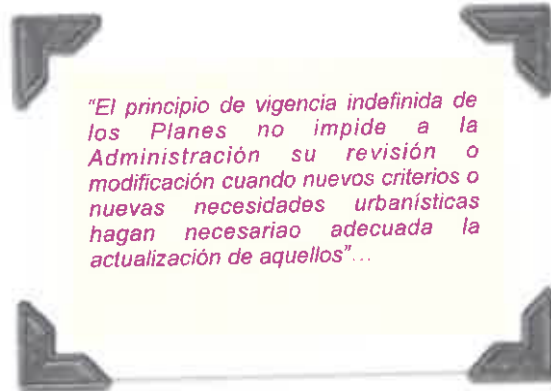 "El principio de vigencia indefinida de
los Planes no impide a la
Administración su revisión o
modificación cuando nuevos criterios o
nuevas necesidades urbanísticas
hagan necesariao adecuada la
actualización de aquellos"...